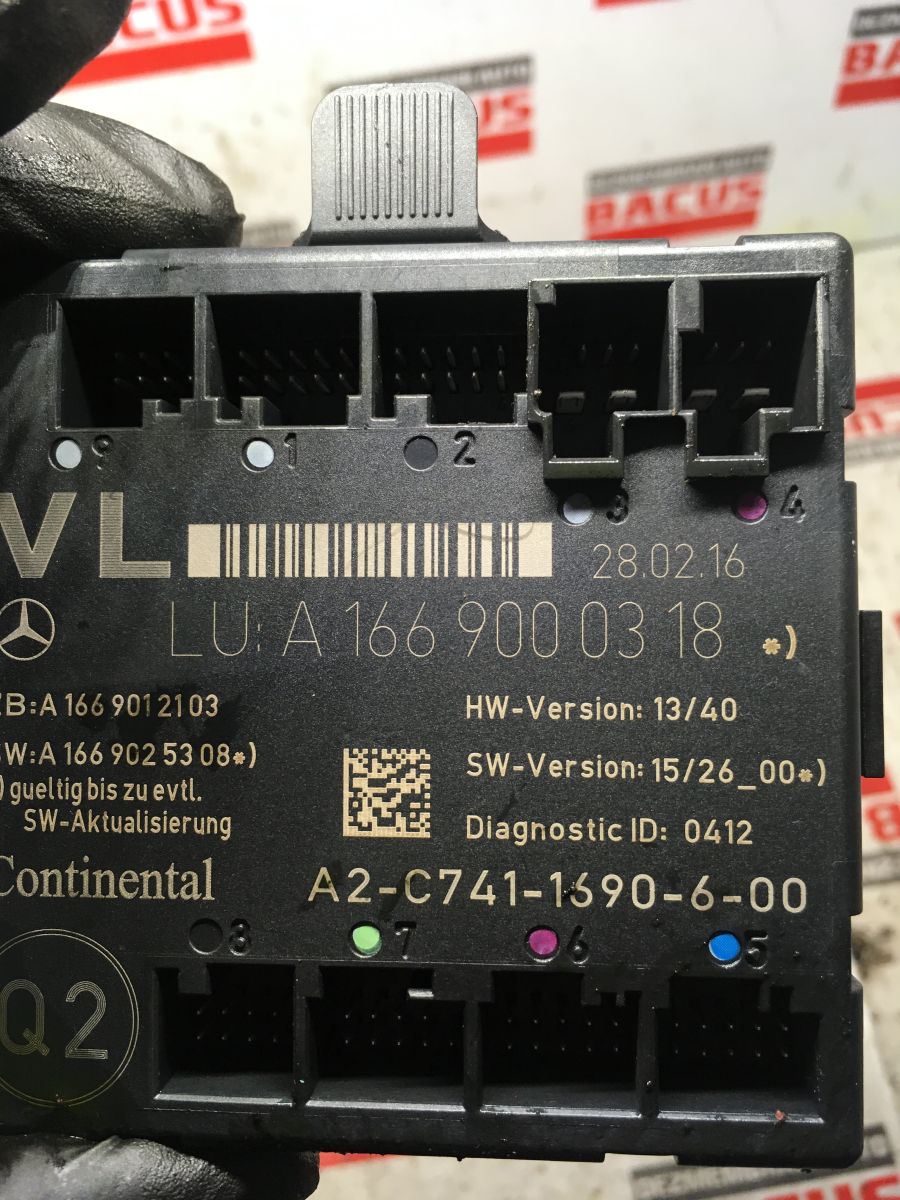 BACUS
BACUS
BACUS
BACUS
9 1 2
3 4
VL
28.02.16
LU: A 166 900 03 18 *)
ZB:A 166 901 21 03
HW-Version: 13/40
SW:A 166 902 53 08*)
SW-Version: 15/26_00*)
) gueltig bis zu evtl.
SW-Aktualisierung
Diagnostic ID: 0412
Continental
A2-C741-1690-6-00
8 7 6 5
Q2